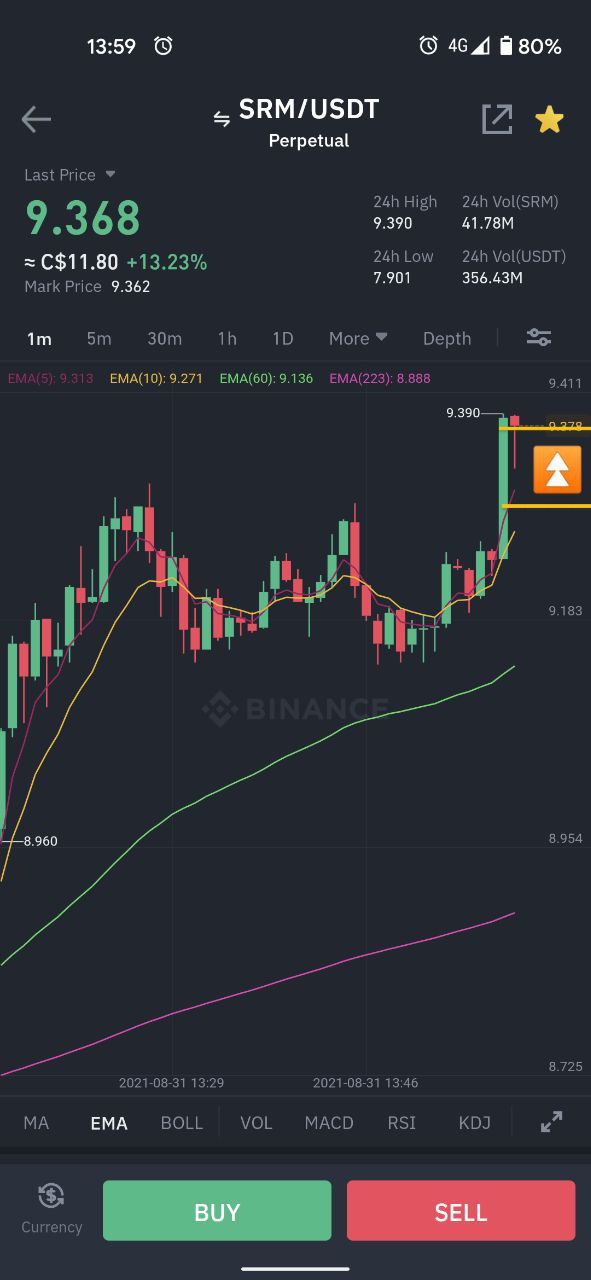 13:59
4G 80%
SRM/USDT
Perpetual
Last Price
9.368
≈ C$11.80 +13.23%
Mark Price 9.362
24h High 24h Vol(SRM)
9.390 41.78M
24h Low 24h Vol(USDT)
7.901 356.43M
1m 5m 30m 1h 1D More Depth
EMA(5): 9.313 EMA(10): 9.271 EMA(60): 9.136 EMA(223): 8.888
9.411
9.390
9.378
9.183
BINANCE
8.960
8.954
8.725
2021-08-31 13:29 2021-08-31 13:46
MA EMA BOLL VOL MACD RSI KDJ
Currency
BUY
SELL